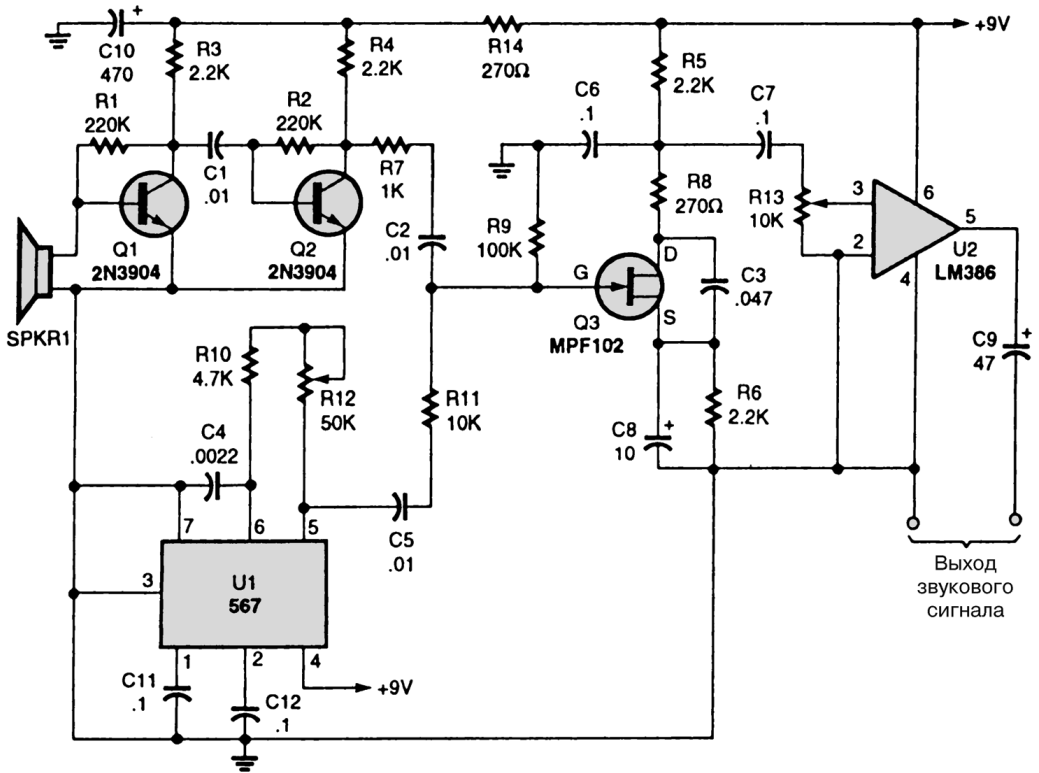 +9V
+
C10
470
R3
2.2K
R4
2.2K
R14
270Ω
R5
2.2K
R1
220K
C1
.01
R2
220K
R7
1K
C6
.1
C7
.1
Q1
2N3904
Q2
2N3904
C2
.01
R9
100K
R8
270Ω
R13
10K
3
6
2
5
4
U2
LM386
SPKR1
G
D
S
Q3
MPF102
C3
.047
C9
47
+
R10
4.7K
R12
50K
R11
10K
C8
10
+
R6
2.2K
C4
.0022
7
6
5
C5
.01
3
U1
567
1
2
4
C11
.1
C12
.1
+9V
Выход
звукового
сигнала